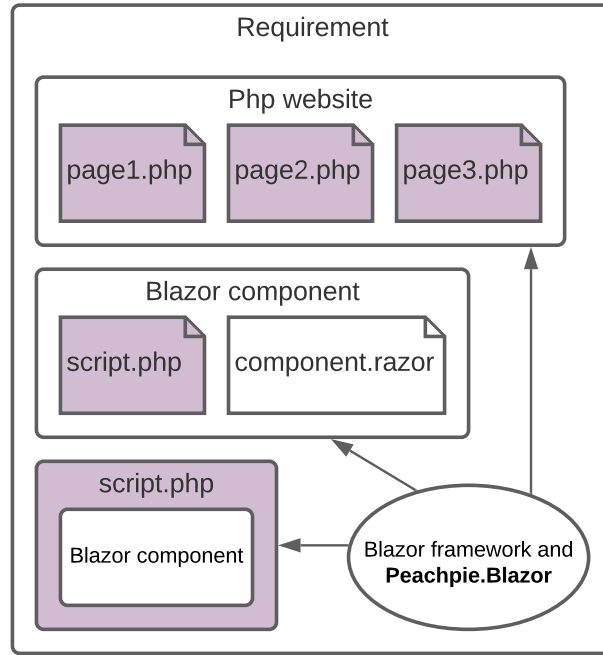 Requirement
Php website
page1.php page2.php page3.php
Blazor component
script.php component.razor
script.php
Blazor component
Blazor framework and
Peachpie.Blazor